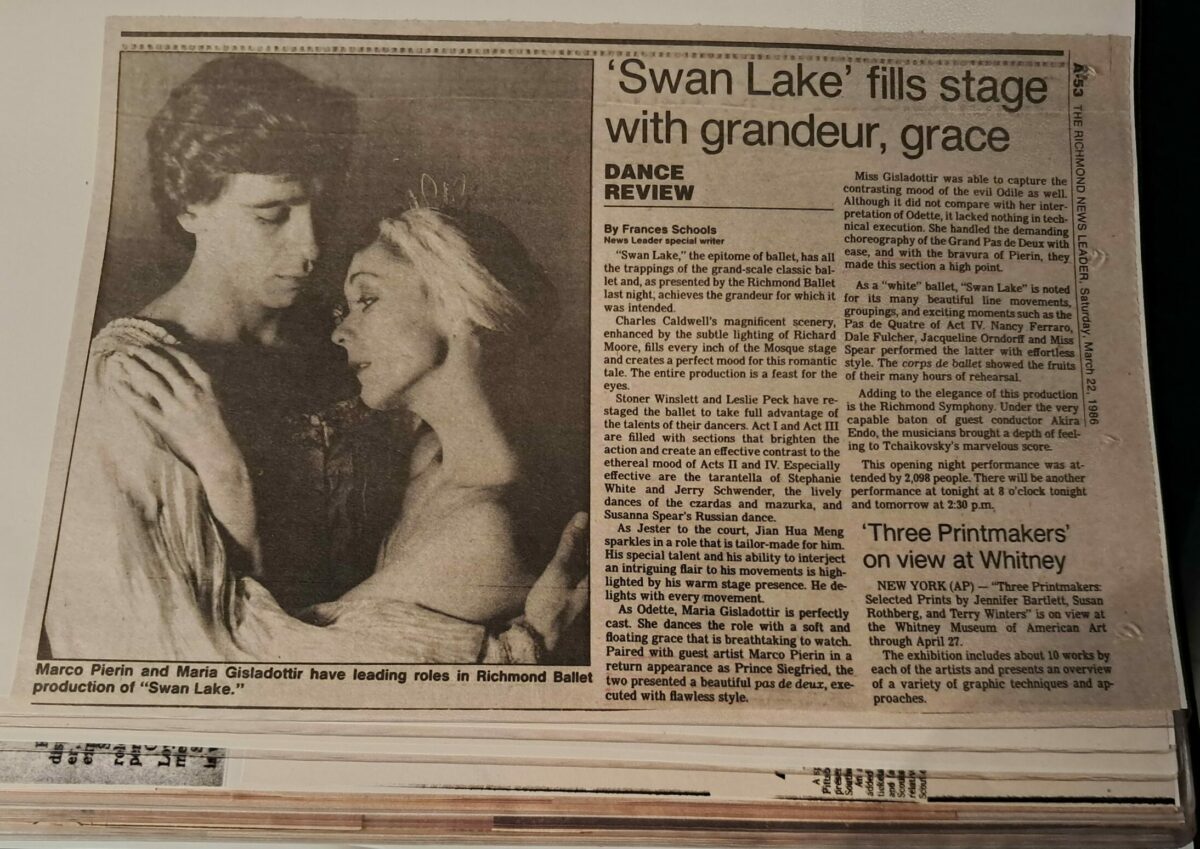 'Swan Lake' fills stage
with grandeur, grace
DANCE
REVIEW
By Frances Schools
News Leader special writer
"Swan Lake," the epitome of ballet, has all
the trappings of the grand-scale classic bal-
let and, as presented by the Richmond Ballet
last night, achieves the grandeur for which it
was intended.
Charles Caldwell's magnificent scenery,
enhanced by the subtle lighting of Richard
Moore, fills every inch of the Mosque stage
and creates a perfect mood for this romantic
tale. The entire production is a feast for the
eyes.
Stoner Winslett and Leslie Peck have re-
staged the ballet to take full advantage of
the talents of their dancers. Act I and Act III
are filled with sections that brighten the
action and create an effective contrast to the
ethereal mood of Acts II and IV. Especially
effective are the tarantella of Stephanie
White and Jerry Schwender, the lively
dances of the czardas and mazurka, and
Susanna Spear's Russian dance.
As Jester to the court, Jian Hua Meng
sparkles in a role that is tailor-made for him.
His special talent and his ability to interject
an intriguing flair to his movements is high-
lighted by his warm stage presence. He de-
lights with every movement.
As Odette, Maria Gisladottir is perfectly
cast. She dances the role with a soft and
floating grace that is breathtaking to watch.
Paired with guest artist Marco Pierin in a
return appearance as Prince Siegfried, the
two presented a beautiful pas de deux, exe-
cuted with flawless style.
Miss Gisladottir was able to capture the
contrasting mood of the evil Odile as well.
Although it did not compare with her inter-
pretation of Odette, it lacked nothing in tech-
nical execution. She handled the demanding
choreography of the Grand Pas de Deux with
ease, and with the bravura of Pierin, they
made this section a high point.
As a "white" ballet, "Swan Lake" is noted
for its many beautiful line movements,
groupings, and exciting moments such as the
Pas de Quatre of Act IV. Nancy Ferraro,
Dale Fulcher, Jacqueline Orndorff and Miss
Spear performed the latter with effortless
style. The corps de ballet showed the fruits
of their many hours of rehearsal.
Adding to the elegance of this production
is the Richmond Symphony. Under the very
capable baton of guest conductor Akira
Endo, the musicians brought a depth of feel-
ing to Tchaikovsky's marvelous score.
This opening night performance was at-
tended by 2,098 people. There will be another
performance at tonight at 8 o'clock tonight
and tomorrow at 2:30 p.m.
'Three Printmakers'
on view at Whitney
NEW YORK (AP) — "Three Printmakers:
Selected Prints by Jennifer Bartlett, Susan
Rothberg, and Terry Winters" is on view at
the Whitney Museum of American Art
through April 27.
The exhibition includes about 10 works by
each of the artists and presents an overview
of a variety of graphic techniques and ap-
proaches.
A-53 THE RICHMOND NEWS LEADER, Saturday, March 22, 1986
Marco Pierin and Maria Gisladottir have leading roles in Richmond Ballet
production of "Swan Lake."